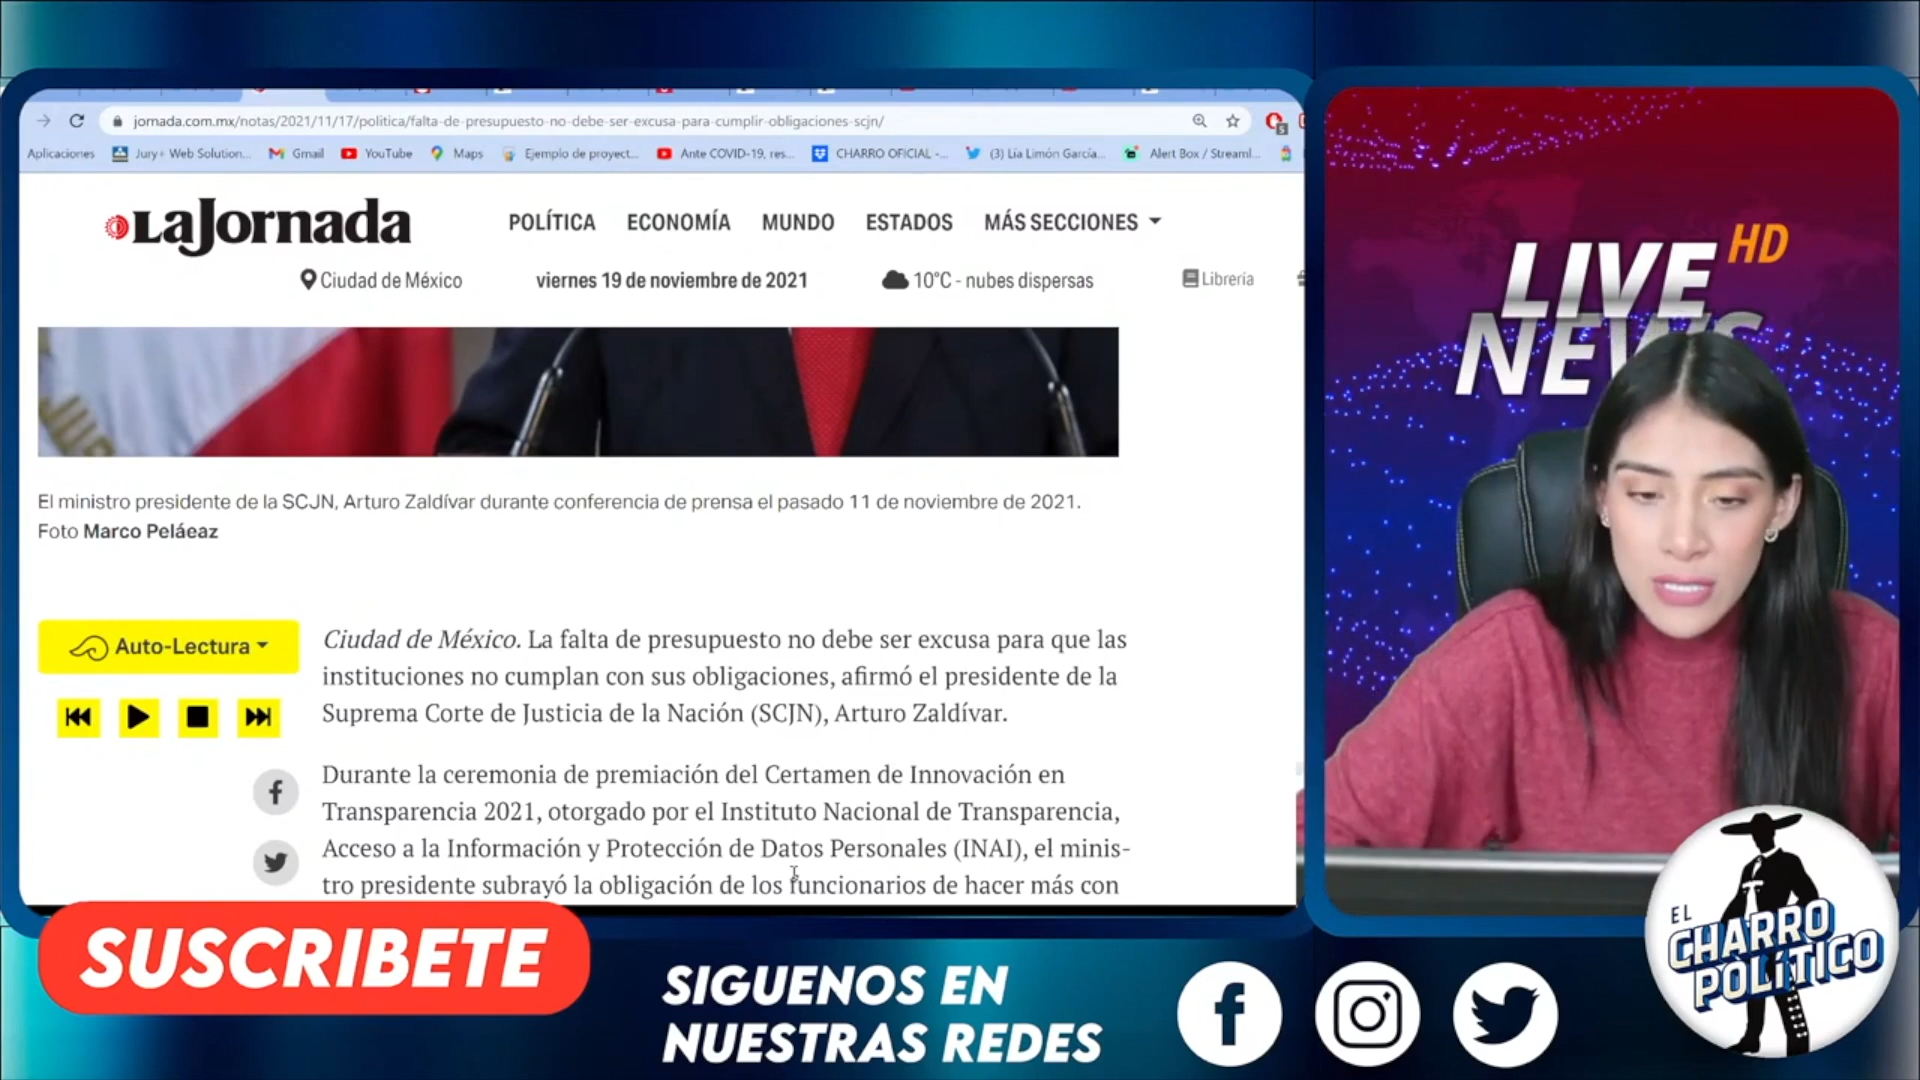 jornada.com.mx/notas/2021/11/17/politica/falta-de-presupuesto-no-debe-ser-excusa-para-cumplir-obligaciones-scjn/
Aplicaciones Jury+ Web Solution... Gmail YouTube Maps Ejemplo de proyect... Ante COVID-19, res... CHARRO OFICIAL -... (3) Lía Limón García... Alert Box / Streaml...
LaJornada
POLÍTICA ECONOMÍA MUNDO ESTADOS MÁS SECCIONES
Ciudad de México viernes 19 de noviembre de 2021 10°C - nubes dispersas Librería
El ministro presidente de la SCJN, Arturo Zaldívar durante conferencia de prensa el pasado 11 de noviembre de 2021.
Foto Marco Peláeaz
Auto-Lectura
Ciudad de México. La falta de presupuesto no debe ser excusa para que las
instituciones no cumplan con sus obligaciones, afirmó el presidente de la
Suprema Corte de Justicia de la Nación (SCJN), Arturo Zaldívar.
Durante la ceremonia de premiación del Certamen de Innovación en
Transparencia 2021, otorgado por el Instituto Nacional de Transparencia,
Acceso a la Información y Protección de Datos Personales (INAI), el minis-
tro presidente subrayó la obligación de los funcionarios de hacer más con
LIVE HD
NEWS
SUSCRIBETE
SIGUENOS EN
NUESTRAS REDES
EL
CHARRO
POLÍTICO